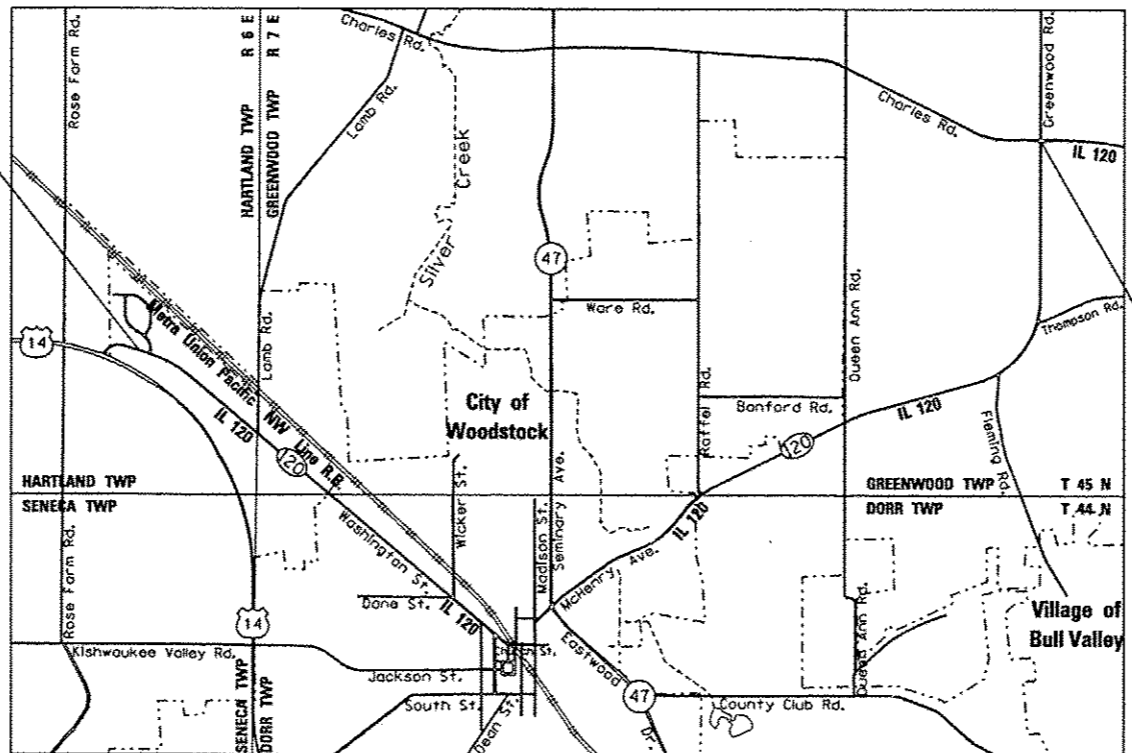 Rose Farm Rd.
R 6 E
R 7 E
Charles Rd.
Lamb Rd.
HARTLAND TWP
GREENWOOD TWP
Silver Creek
47
Charles Rd.
Greenwood Rd.
IL 120
Queen Ann Rd.
Ware Rd.
Thompson Rd.
14
Metra Union Pacific NW Line R.R.
Lamb Rd.
IL 120
120
City of
Woodstock
Raffel Rd.
Banford Rd.
120
IL 120
Fleming Rd.
HARTLAND TWP
SENECA TWP
GREENWOOD TWP
DORR TWP
T 45 N
T 44 N
Rose Farm Rd.
Washington St.
Wicker St.
Madison St.
Seminary Ave.
McHenry Ave.
IL 120
Done St.
IL 120
14
Kishwaukee Valley Rd.
Church St.
Jackson St.
South St.
Dean St.
Eastwood Dr.
47
County Club Rd.
Queen Ann Rd.
Village of
Bull Valley
SENECA TWP
DORR TWP